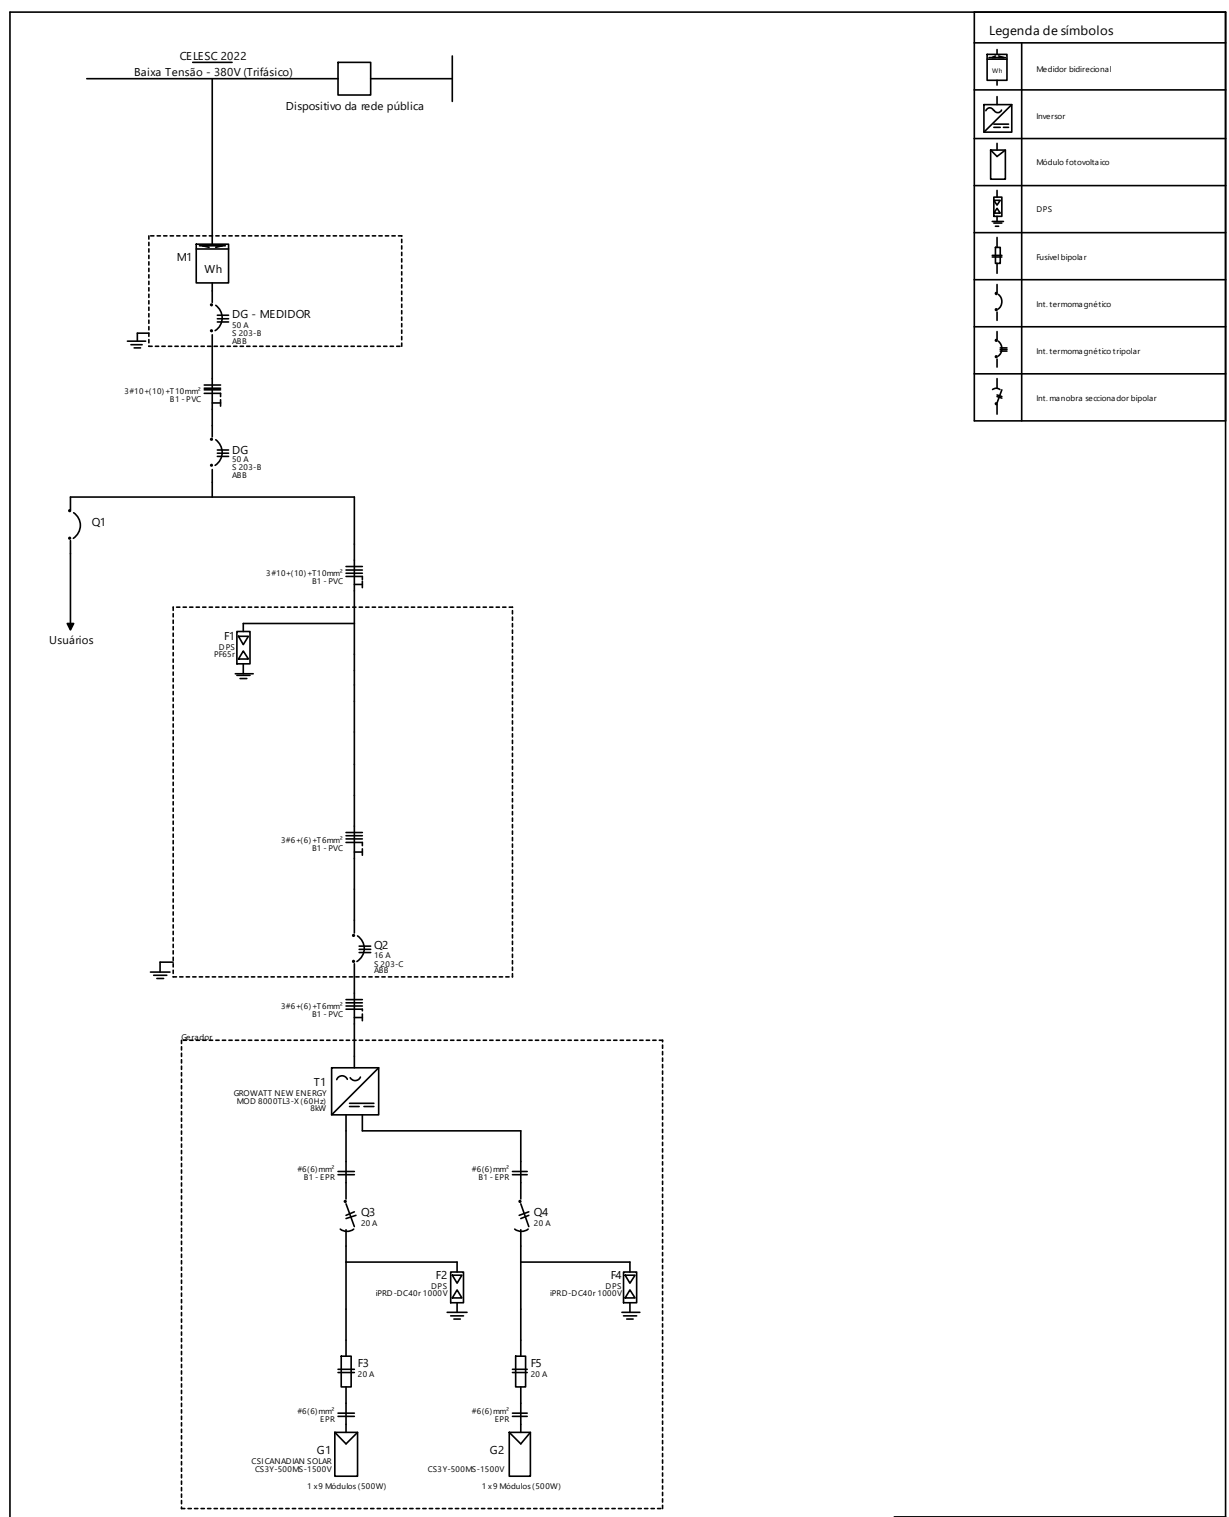 CELESC 2022
Baixa Tensão - 380V (Trifásico)
Dispositivo da rede pública
M1
Wh
DG - MEDIDOR
50 A
S 203-B
ABB
3#10+(10)+T10mm²
B1 - PVC
DG
50 A
S 203-B
ABB
Q1
Usuários
3#10+(10)+T10mm²
B1 - PVC
F1
DPS
PF65r
3#6+(6)+T6mm²
B1 - PVC
Q2
16 A
S 203-C
ABB
3#6+(6)+T6mm²
B1 - PVC
Gerador
T1
GROWATT NEW ENERGY
MOD 8000TL3-X (60Hz)
8kW
#6(6)mm²
B1 - EPR
#6(6)mm²
B1 - EPR
Q3
20 A
Q4
20 A
F2
DPS
iPRD-DC40r 1000V
F4
DPS
iPRD-DC40r 1000V
F3
20 A
F5
20 A
#6(6)mm²
EPR
#6(6)mm²
EPR
G1
CSI CANADIAN SOLAR
CS3Y-500MS-1500V
1 x 9 Módulos (500W)
G2
CS3Y-500MS-1500V
1 x 9 Módulos (500W)
Legenda de símbolos
Wh
Medidor bidirecional
Inversor
Módulo fotovoltaico
DPS
Fusível bipolar
Int. termomagnético
Int. termomagnético tripolar
Int. manobra seccionador bipolar